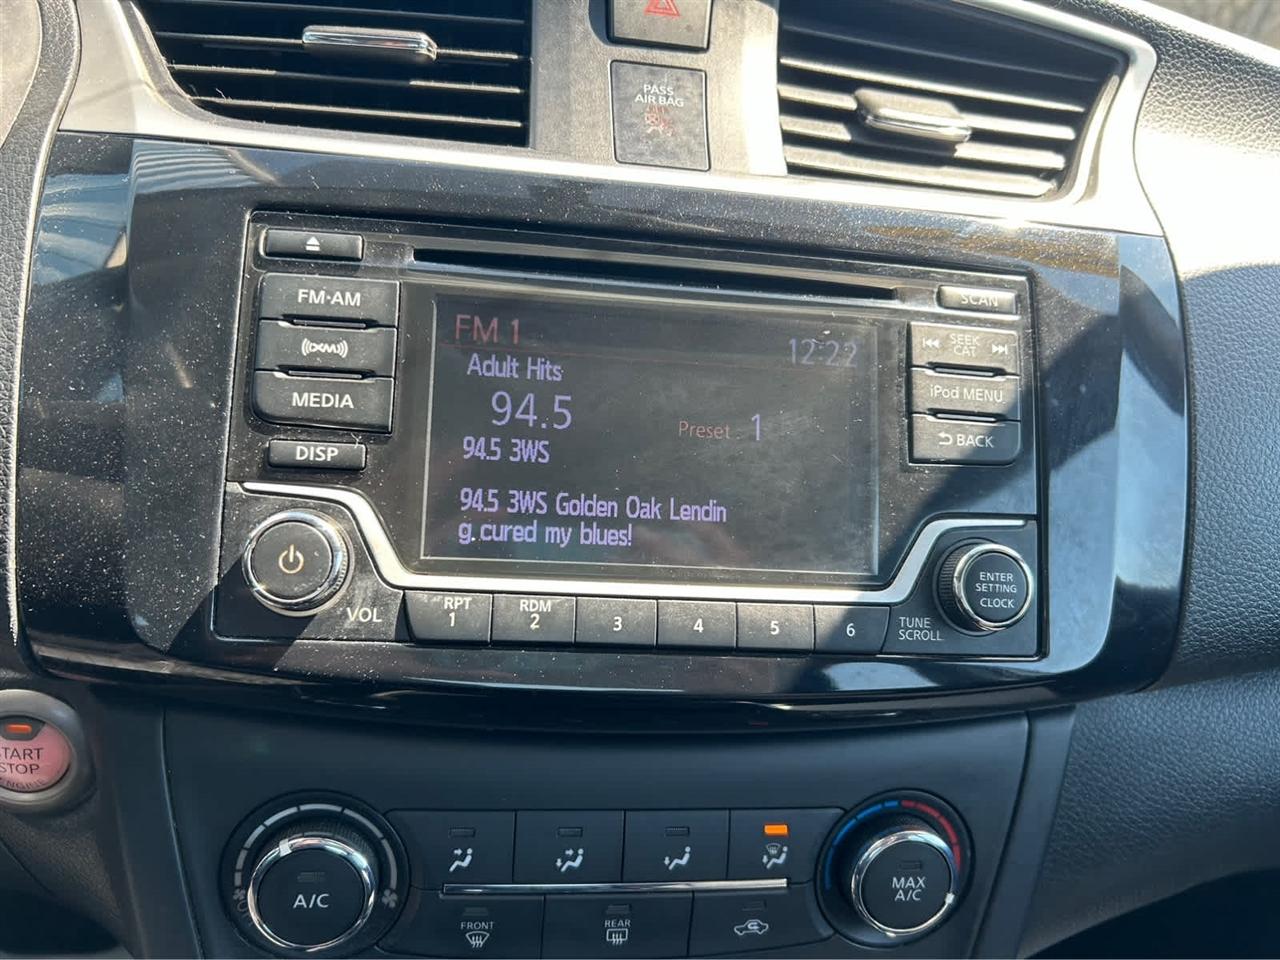 PASS
AIR BAG
SCAN
FM·AM
FM 1
12:22
SEEK
CAT
((XM))
Adult Hits
iPod MENU
MEDIA
94.5
Preset 1
BACK
DISP
94.5 3WS
94.5 3WS Golden Oak Lendin
g. cured my blues!
VOL
RPT
1
RDM
2
3
4
5
6
TUNE
SCROLL
ENTER
SETTING
CLOCK
START
STOP
ENGINE
A/C
MAX
A/C
FRONT
REAR